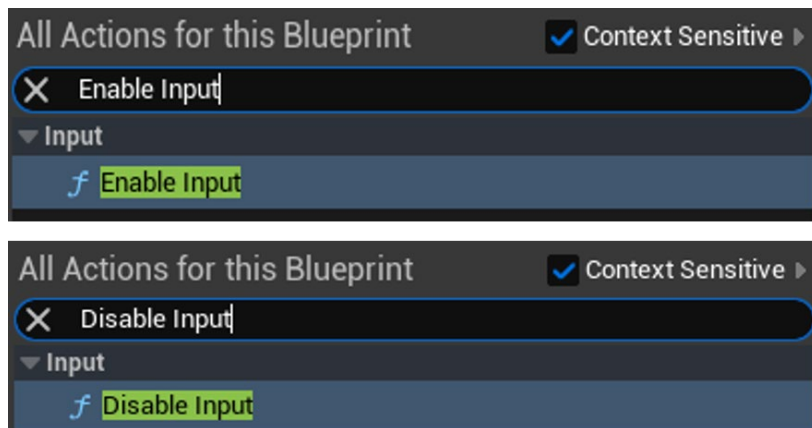 All Actions for this Blueprint Context Sensitive
Enable Input
Input
f Enable Input
All Actions for this Blueprint Context Sensitive
Disable Input
Input
f Disable Input